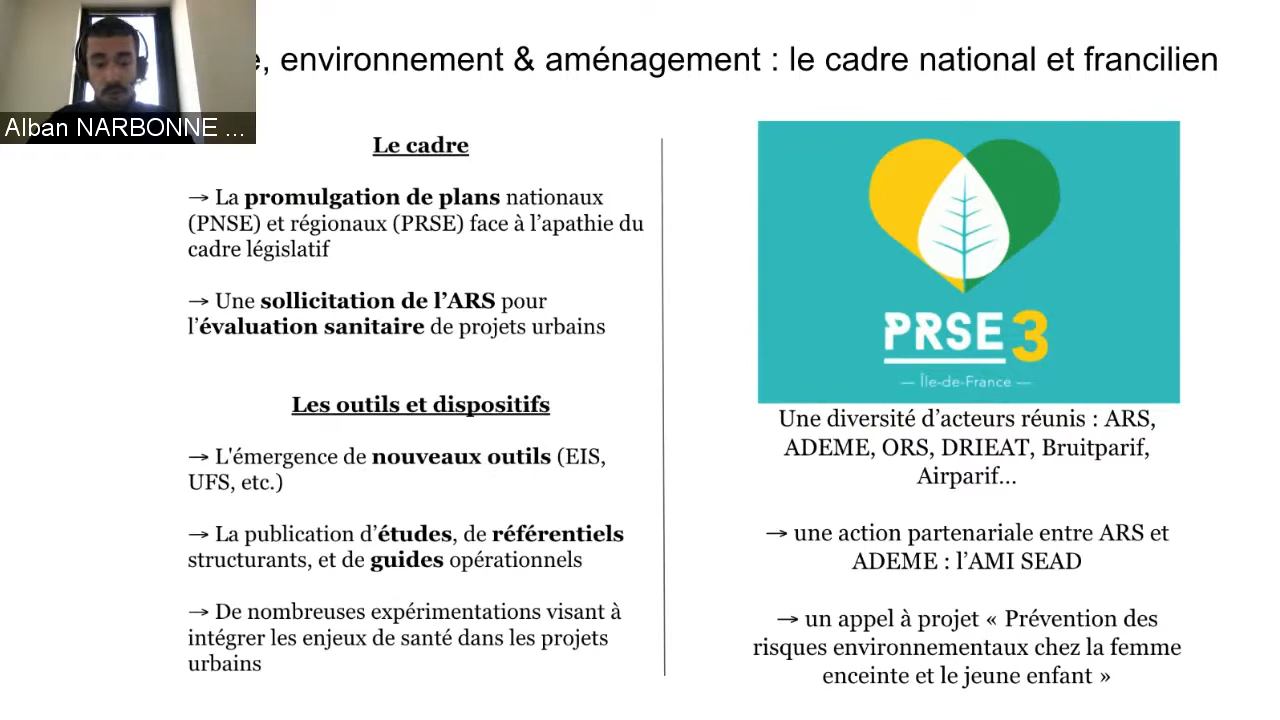 e, environnement & aménagement : le cadre national et francilien
Alban NARBONNE ...
Le cadre
→ La promulgation de plans nationaux
(PNSE) et régionaux (PRSE) face à l’apathie du
cadre législatif
→ Une sollicitation de l’ARS pour
l’évaluation sanitaire de projets urbains
Les outils et dispositifs
→ L'émergence de nouveaux outils (EIS,
UFS, etc.)
→ La publication d’études, de référentiels
structurants, et de guides opérationnels
→ De nombreuses expérimentations visant à
intégrer les enjeux de santé dans les projets
urbains
PRSE 3
— Île-de-France —
Une diversité d’acteurs réunis : ARS,
ADEME, ORS, DRIEAT, Bruitparif,
Airparif...
→ une action partenariale entre ARS et
ADEME : l’AMI SEAD
→ un appel à projet « Prévention des
risques environnementaux chez la femme
enceinte et le jeune enfant »